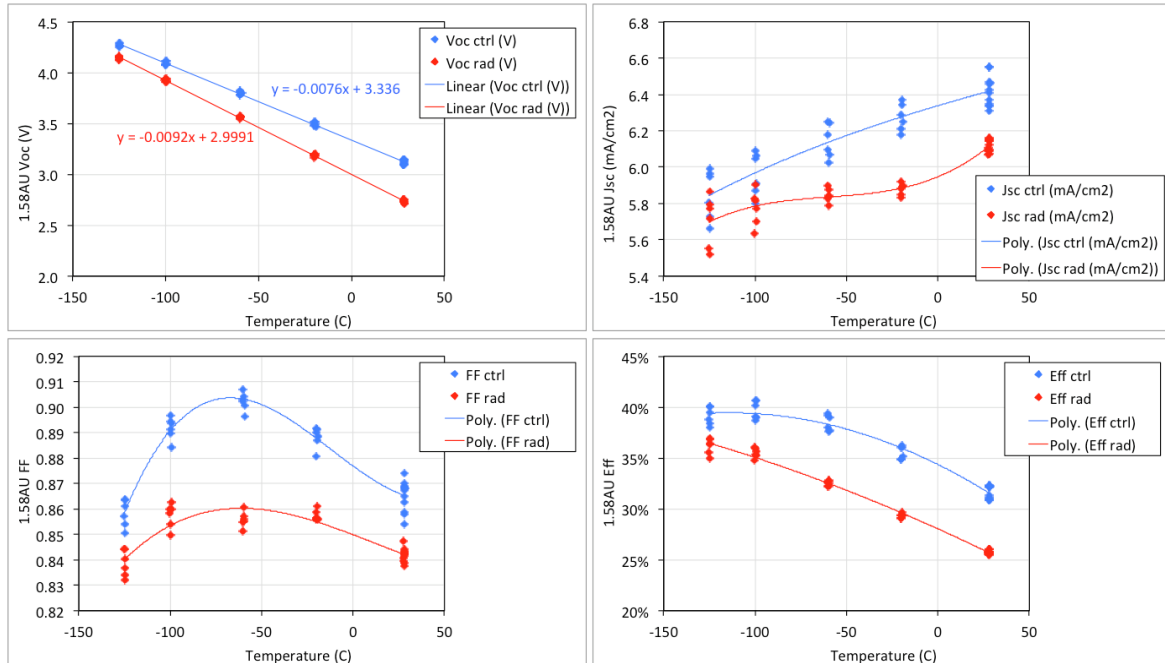 1.58AU Voc (V)
4.5
4.0
3.5
3.0
2.5
2.0
-150
-100
-50
0
50
Temperature (C)
y = -0.0076x + 3.336
y = -0.0092x + 2.9991
Voc ctrl (V)
Voc rad (V)
Linear (Voc ctrl (V))
Linear (Voc rad (V))
1.58AU Jsc (mA/cm2)
6.8
6.6
6.4
6.2
6.0
5.8
5.6
5.4
-150
-100
-50
0
50
Temperature (C)
Jsc ctrl (mA/cm2)
Jsc rad (mA/cm2)
Poly. (Jsc ctrl (mA/cm2))
Poly. (Jsc rad (mA/cm2))
1.58AU FF
0.92
0.91
0.90
0.89
0.88
0.87
0.86
0.85
0.84
0.83
0.82
-150
-100
-50
0
50
Temperature (C)
FF ctrl
FF rad
Poly. (FF ctrl)
Poly. (FF rad)
1.58AU Eff
45%
40%
35%
30%
25%
20%
-150
-100
-50
0
50
Temperature (C)
Eff ctrl
Eff rad
Poly. (Eff ctrl)
Poly. (Eff rad)